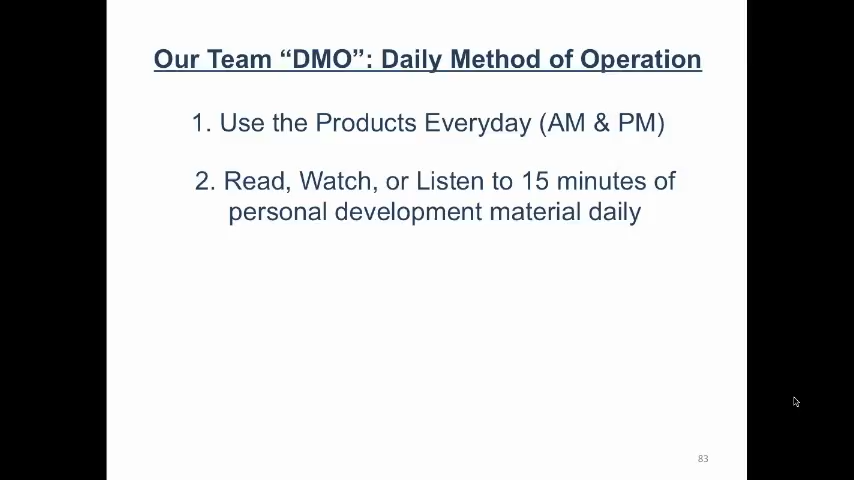 Our Team “DMO”: Daily Method of Operation
1. Use the Products Everyday (AM & PM)
2. Read, Watch, or Listen to 15 minutes of
personal development material daily
83